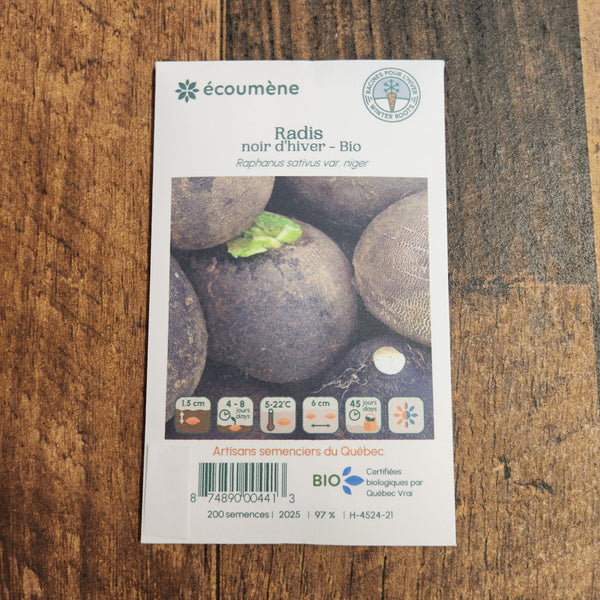 écoumène
RACINES POUR L'HIVER
WINTER ROOTS
Radis
noir d'hiver - Bio
Raphanus sativus var. niger
1.5 cm
4 - 8 jours days
5-22°C
6 cm
45 jours days
Artisans semenciers du Québec
8 74890 00441 3
BIO
Certifiées
biologiques par
Québec Vrai
200 semences | 2025 | 97 % | H-4524-21